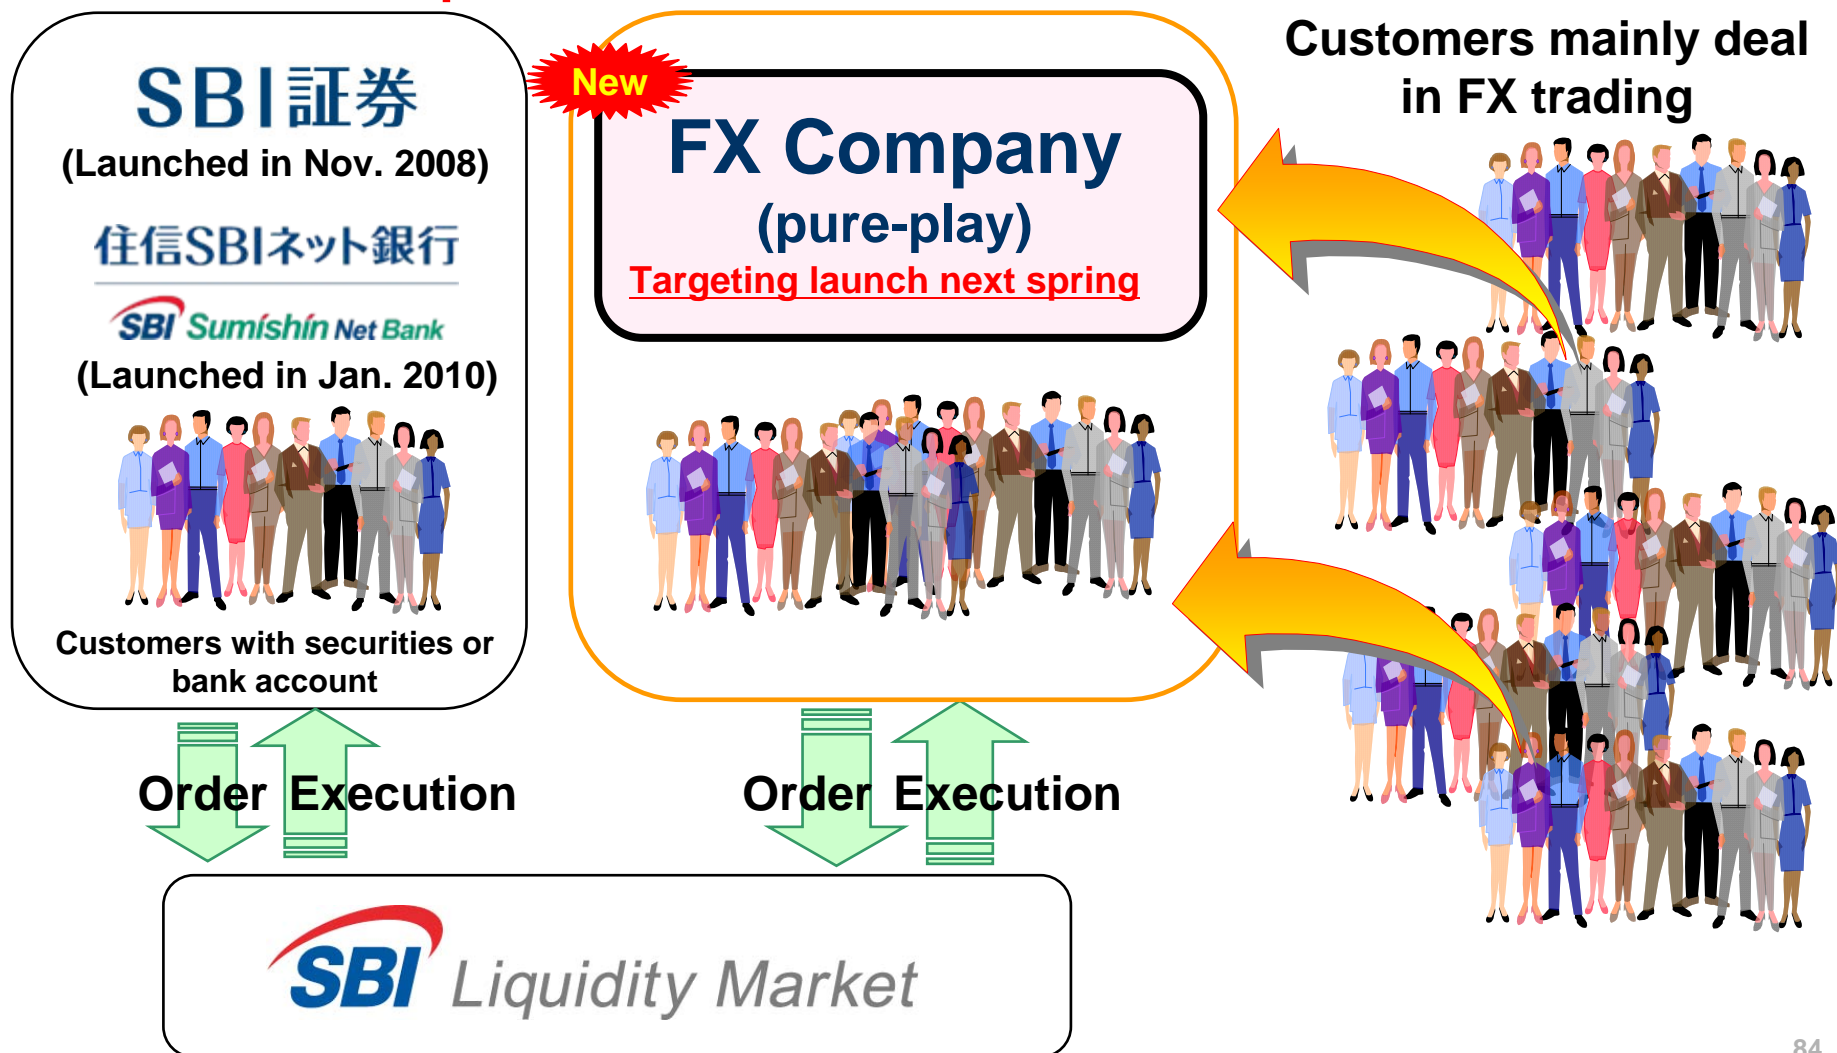 SBI証券
(Launched in Nov. 2008)
住信SBIネット銀行
SBI Sumishin Net Bank
(Launched in Jan. 2010)
Customers with securities or
bank account
New
FX Company
(pure-play)
Targeting launch next spring
Customers mainly deal
in FX trading
Order Execution
Order Execution
SBI Liquidity Market
84